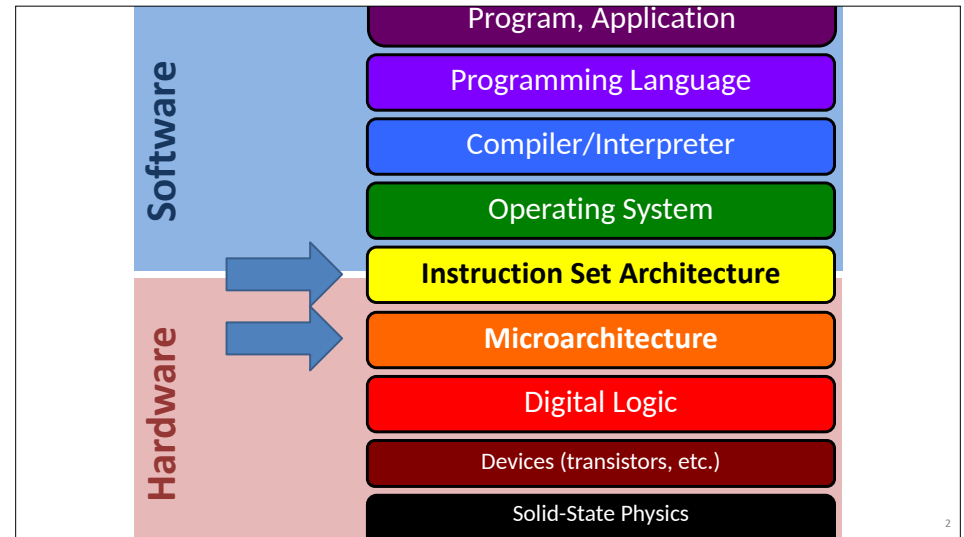 Program, Application
Software
Programming Language
Compiler/Interpreter
Operating System
Instruction Set Architecture
Hardware
Microarchitecture
Digital Logic
Devices (transistors, etc.)
Solid-State Physics
2